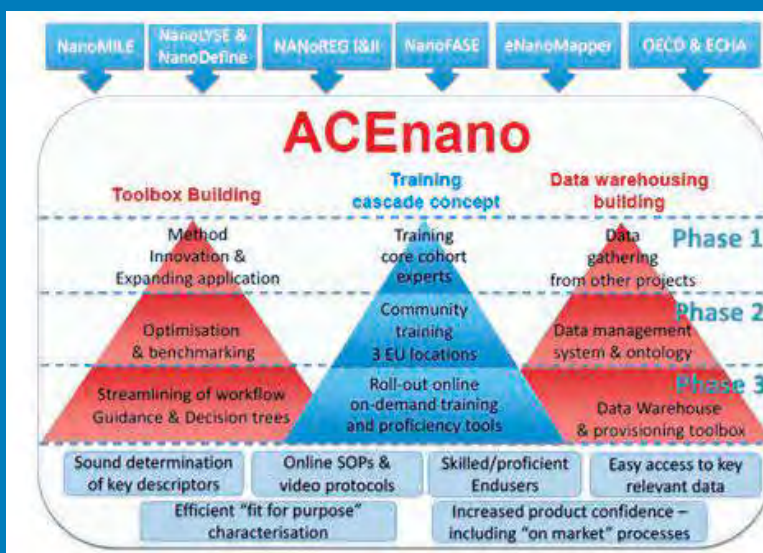 NanoMILE
NanoLYSE &
NanoDefine
NANoREG I&II
NanoFASE
eNanoMapper
OECD & ECHA
ACEnano
Toolbox Building
Training
cascade concept
Data warehousing
building
Phase 1
Method
Innovation &
Expanding application
Training
core cohort
experts
Data
gathering
from other projects
Phase 2
Optimisation
& benchmarking
Community
training
3 EU locations
Data management
system & ontology
Phase 3
Streamlining of workflow
Guidance & Decision trees
Roll-out online
on-demand training
and proficiency tools
Data Warehouse
& provisioning toolbox
Sound determination
of key descriptors
Online SOPs &
video protocols
Skilled/proficient
Endusers
Easy access to key
relevant data
Efficient "fit for purpose"
characterisation
Increased product confidence –
including "on market" processes